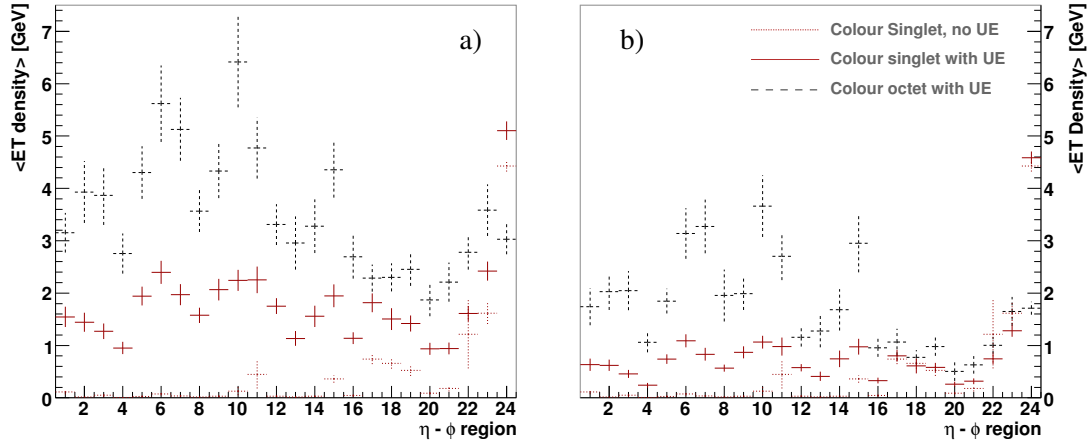 <ET density> [GeV]
7
6
5
4
3
2
1
0
a)
2 4 6 8 10 12 14 16 18 20 22 24
η - ϕ region
b)
Colour Singlet, no UE
Colour singlet with UE
Colour octet with UE
2 4 6 8 10 12 14 16 18 20 22 24
η - ϕ region
<ET Density> [GeV]
7
6
5
4
3
2
1
0